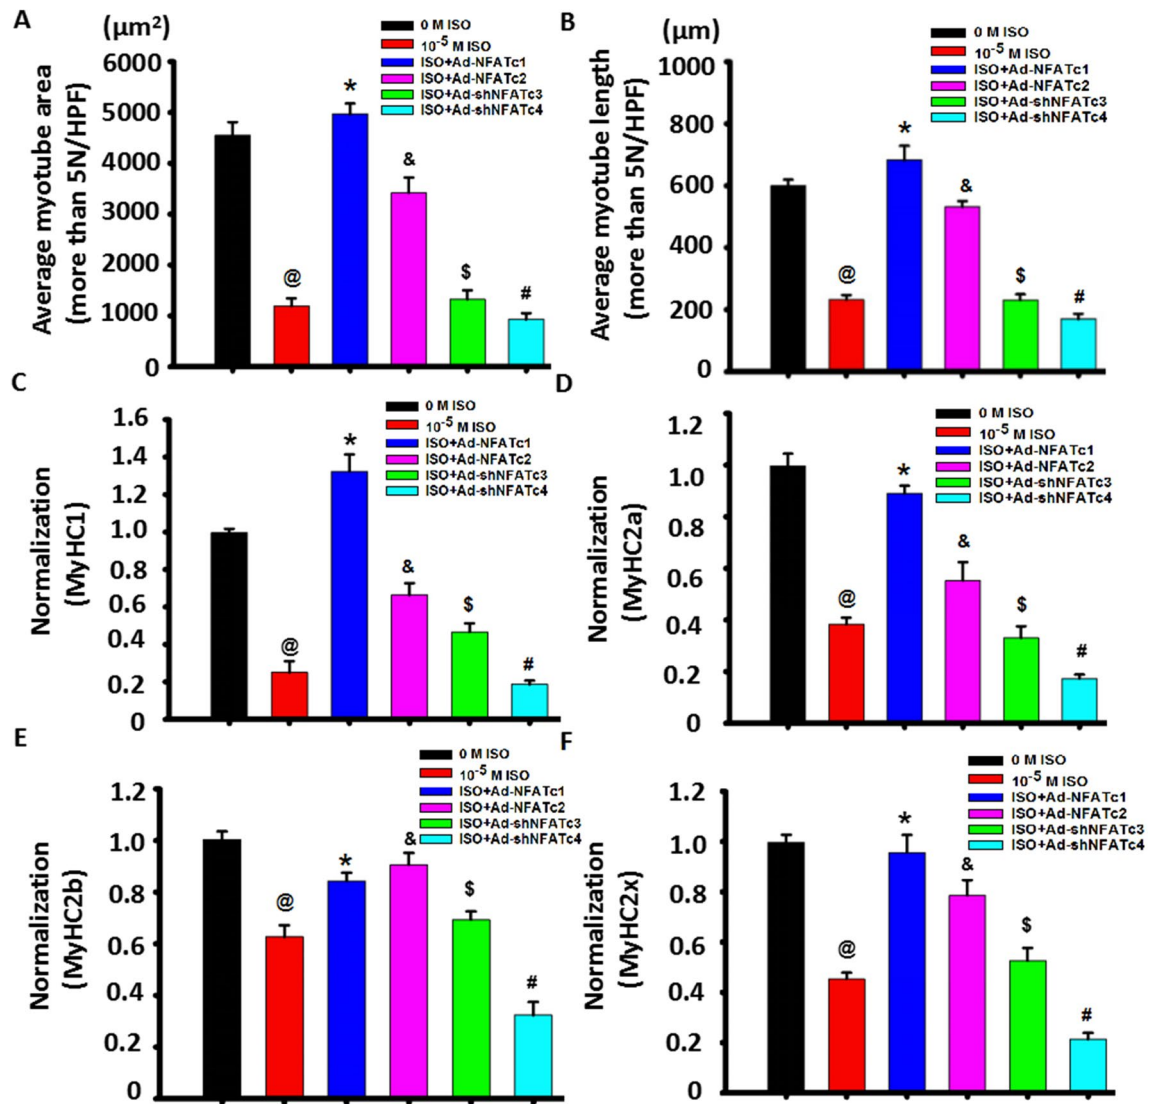 A
(µm²)
0 M ISO
10⁻⁵ M ISO
ISO+Ad-NFATc1
ISO+Ad-NFATc2
ISO+Ad-shNFATc3
ISO+Ad-shNFATc4
Average myotube area
(more than 5N/HPF)
6000
5000
4000
3000
2000
1000
0
@
*
&
$
#
B
(µm)
0 M ISO
10⁻⁵ M ISO
ISO+Ad-NFATc1
ISO+Ad-NFATc2
ISO+Ad-shNFATc3
ISO+Ad-shNFATc4
Average myotube length
(more than 5N/HPF)
1000
800
600
400
200
0
@
*
&
$
#
C
0 M ISO
10⁻⁵ M ISO
ISO+Ad-NFATc1
ISO+Ad-NFATc2
ISO+Ad-shNFATc3
ISO+Ad-shNFATc4
Normalization
(MyHC1)
1.6
1.4
1.2
1.0
0.8
0.6
0.4
0.2
0
@
*
&
$
#
D
0 M ISO
10⁻⁵ M ISO
ISO+Ad-NFATc1
ISO+Ad-NFATc2
ISO+Ad-shNFATc3
ISO+Ad-shNFATc4
Normalization
(MyHC2a)
1.2
1.0
0.8
0.6
0.4
0.2
0
@
*
&
$
#
E
0 M ISO
10⁻⁵ M ISO
ISO+Ad-NFATc1
ISO+Ad-NFATc2
ISO+Ad-shNFATc3
ISO+Ad-shNFATc4
Normalization
(MyHC2b)
1.2
1.0
0.8
0.6
0.4
0.2
0
@
*
&
$
#
F
0 M ISO
10⁻⁵ M ISO
ISO+Ad-NFATc1
ISO+Ad-NFATc2
ISO+Ad-shNFATc3
ISO+Ad-shNFATc4
Normalization
(MyHC2x)
1.2
1.0
0.8
0.6
0.4
0.2
0
@
*
&
$
#